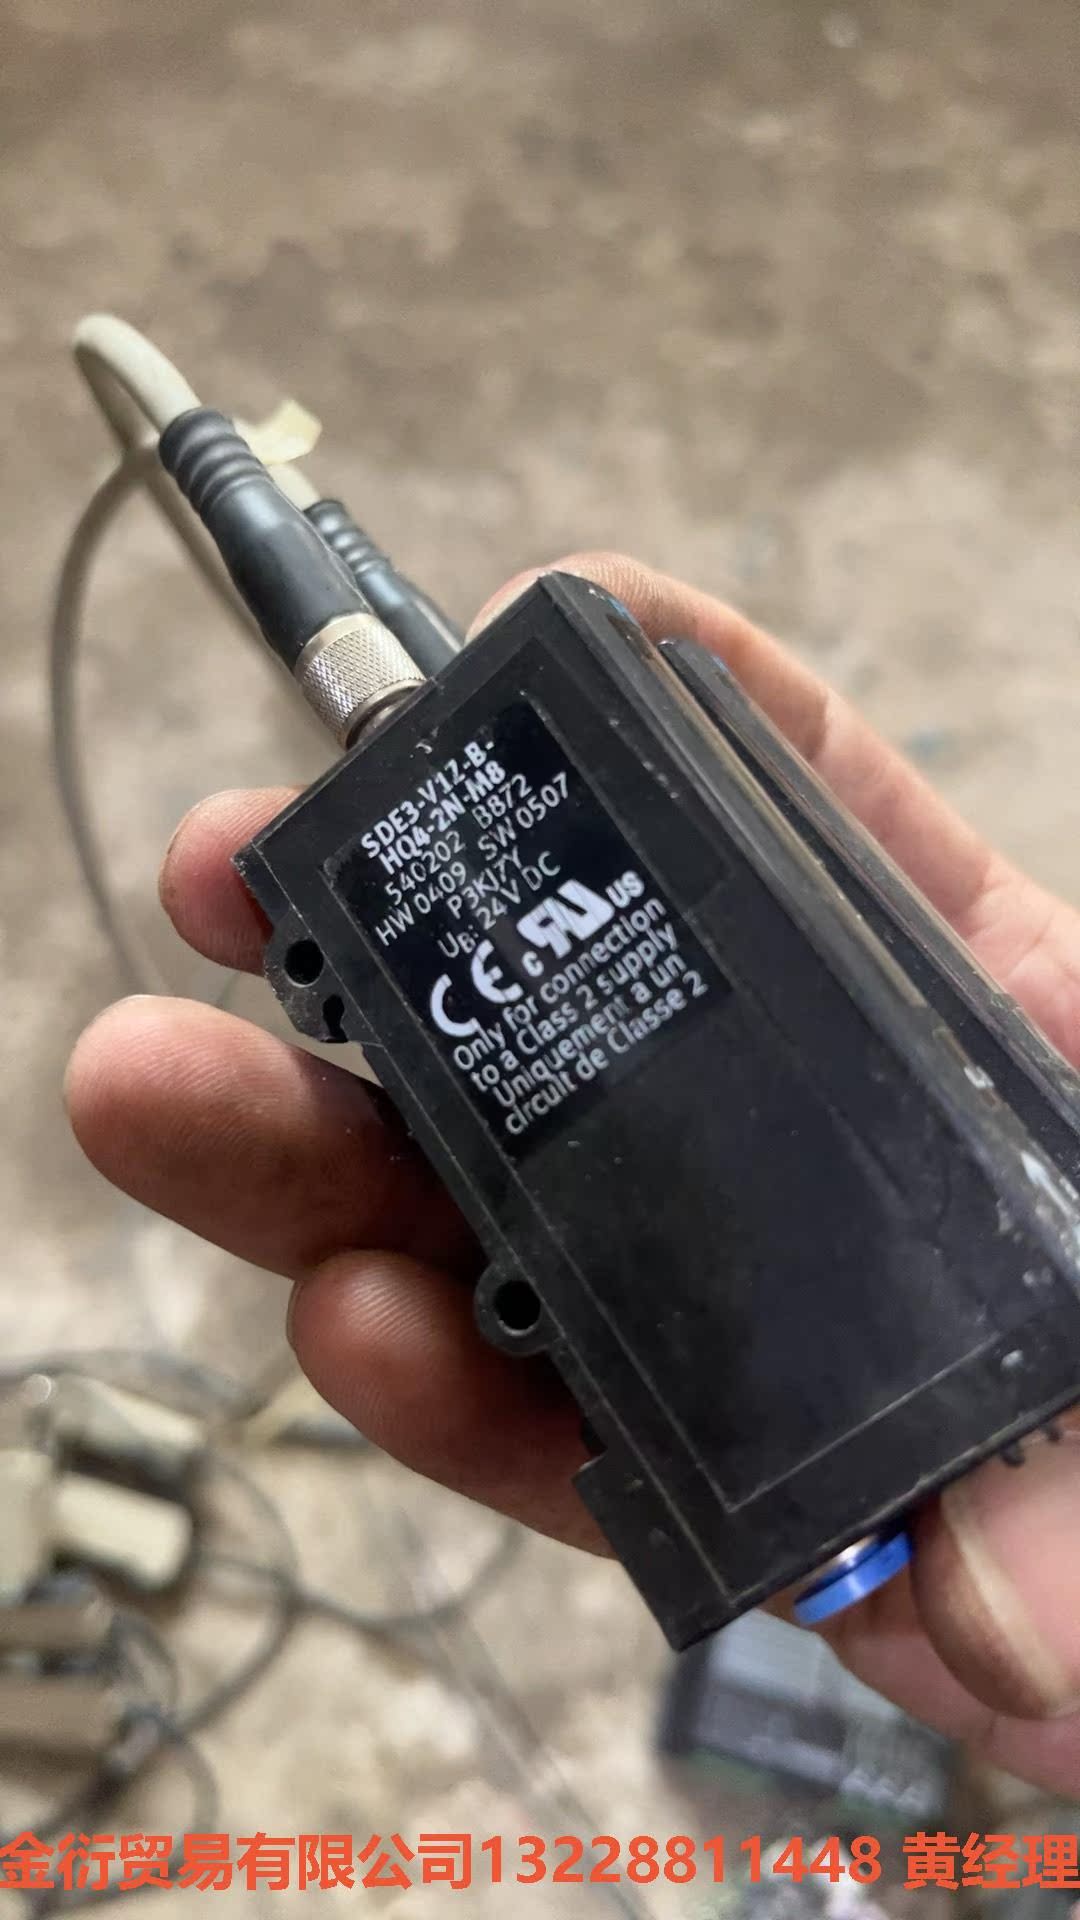 SDE3-V1Z-B-
HQ4-2N-M8
540202 B872
HW 0409 SW 0507
P3KJ7Y
UB: 24V DC
CE c RU US
Only for connection
to a Class 2 supply
Uniquement a un
circuit de Classe 2
金衍贸易有限公司13228811448 黄经理